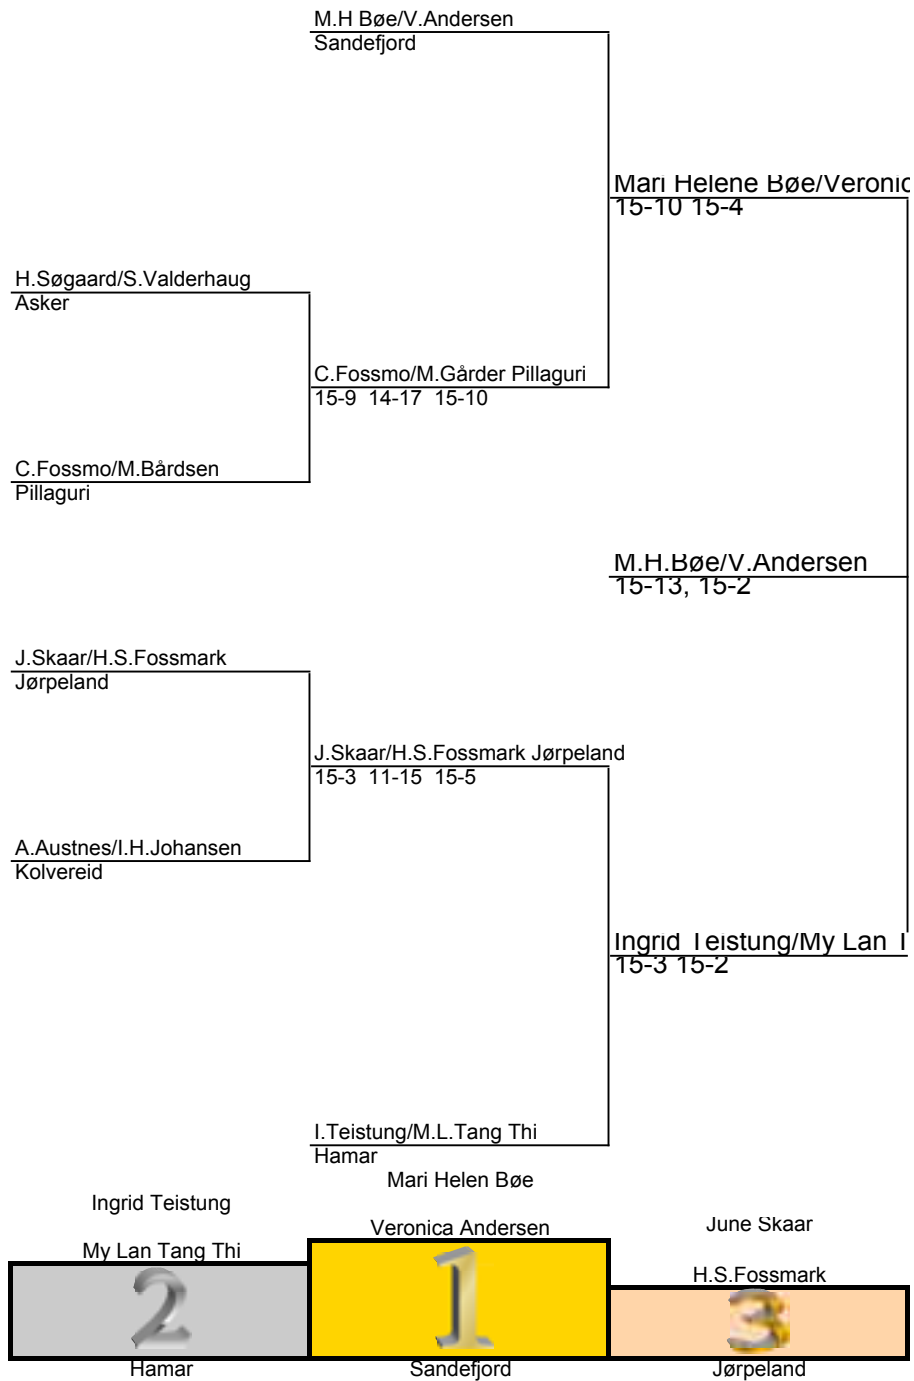 M.H Bøe/V.Andersen
Sandefjord
Mari Helene Bøe/Veronic
15-10 15-4
H.Søgaard/S.Valderhaug
Asker
C.Fossmo/M.Gårder Pillaguri
15-9 14-17 15-10
C.Fossmo/M.Bårdsen
Pillaguri
M.H.Bøe/V.Andersen
15-13, 15-2
J.Skaar/H.S.Fossmark
Jørpeland
J.Skaar/H.S.Fossmark Jørpeland
15-3 11-15 15-5
A.Austnes/I.H.Johansen
Kolvereid
Ingrid Teistung/My Lan T
15-3 15-2
I.Teistung/M.L.Tang Thi
Hamar
Mari Helen Bøe
Veronica Andersen
1
Sandefjord
Ingrid Teistung
My Lan Tang Thi
2
Hamar
June Skaar
H.S.Fossmark
3
Jørpeland